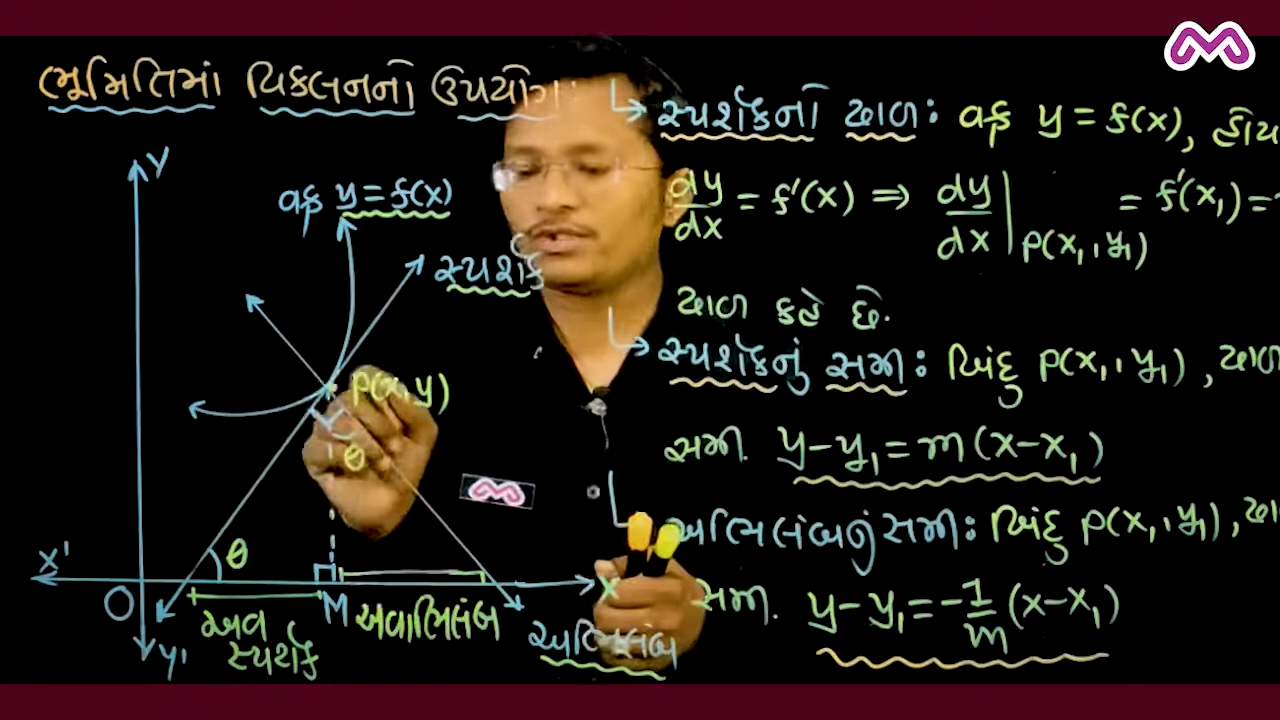 ભૂમિતિમાં વિકલનનો ઉપયોગ
Y
વક્ર y = f(x)
સ્પર્શક
P(x, y)
θ
θ
X'
X
O
M
અવ સ્પર્શક
અવાભિલંબ
અભિલંબ
Y'
↳ સ્પર્શકનો ઢાળ : વક્ર y = f(x), હોય
dy/dx = f'(x) ⇒ dy/dx | P(x₁, y₁) = f'(x₁) =
ઢાળ કહે છે.
↳ સ્પર્શકનું સમી : બિંદુ P(x₁, y₁), ઢાળ
સમી. y - y₁ = m (x - x₁)
અભિલંબનું સમી : બિંદુ P(x₁, y₁), ઢા
સમી. y - y₁ = -1/m (x - x₁)